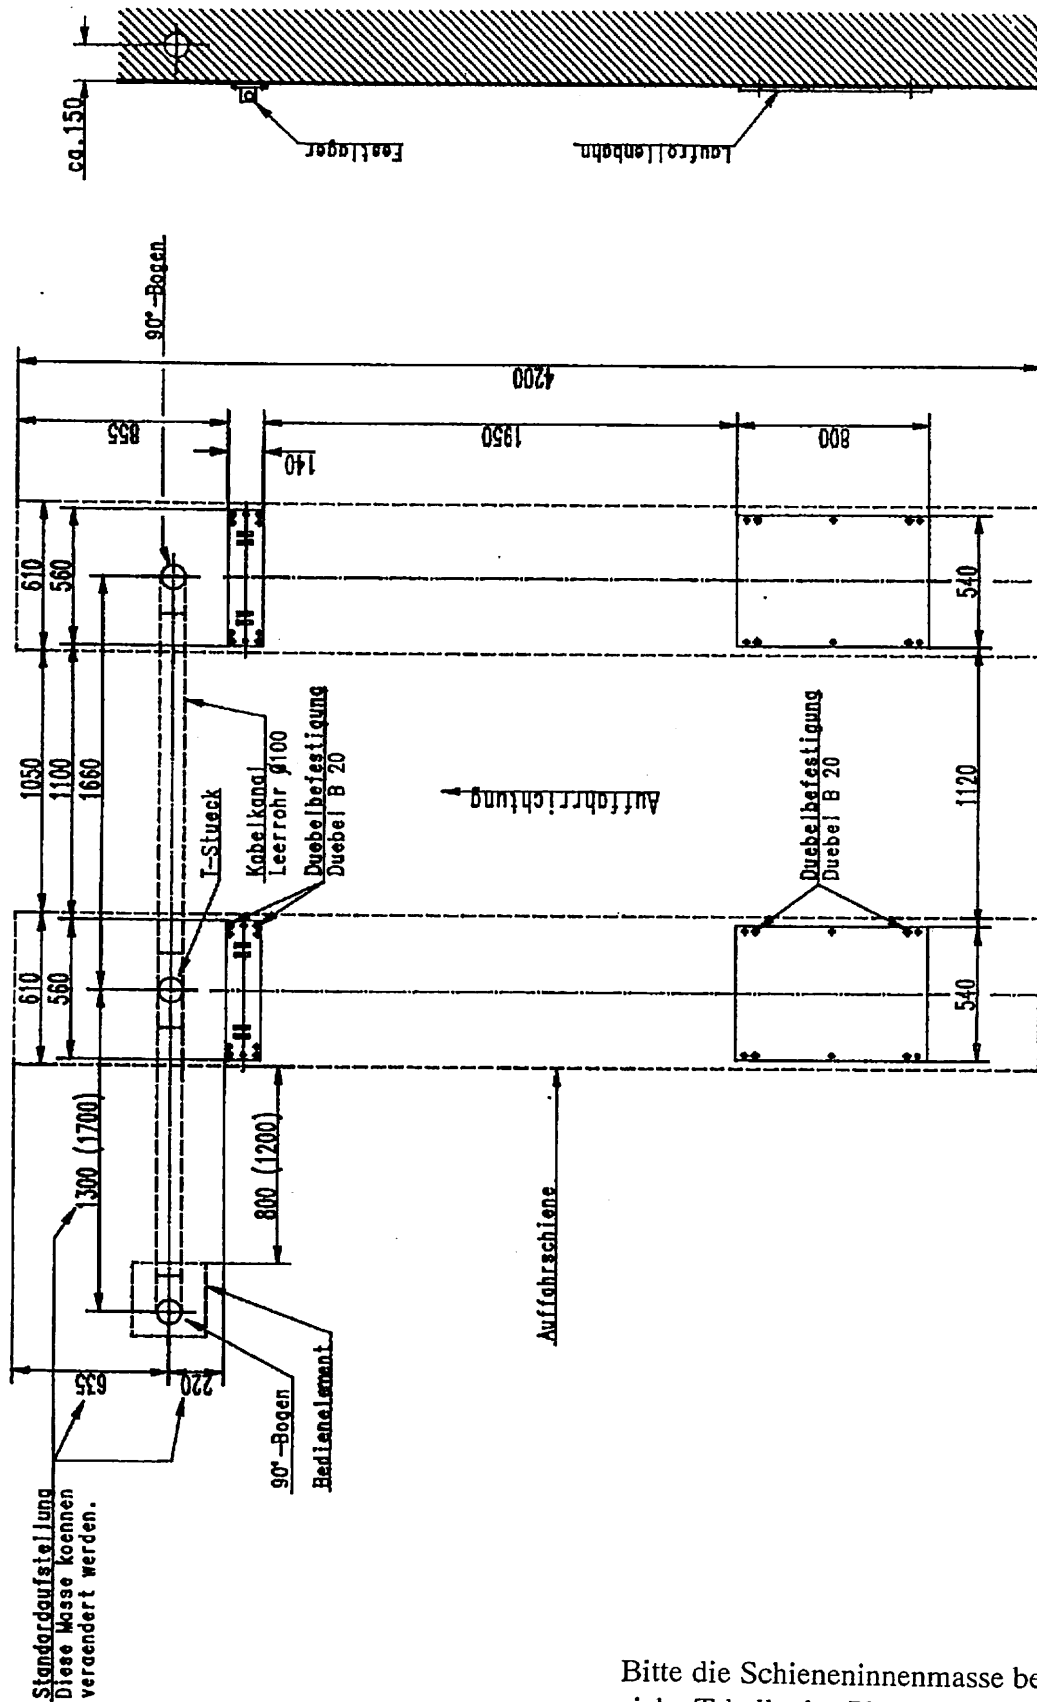 ca.150
Festlager
Laufrollenbahn
90°-Bogen
4200
855
140
1950
800
610
560
1050
1100
1660
610
560
1300 (1700)
540
1120
540
T-Stueck
Kabelkanal
Leerrohr ø100
Duebelbefestigung
Duebel B 20
Auffahrrichtung
Duebelbefestigung
Duebel B 20
800 (1200)
Auffahrschiene
635
220
90°-Bogen
Bedienelement
Standardaufstellung
Diese Masse koennen
veraendert werden.
Bitte die Schieneninnenmasse